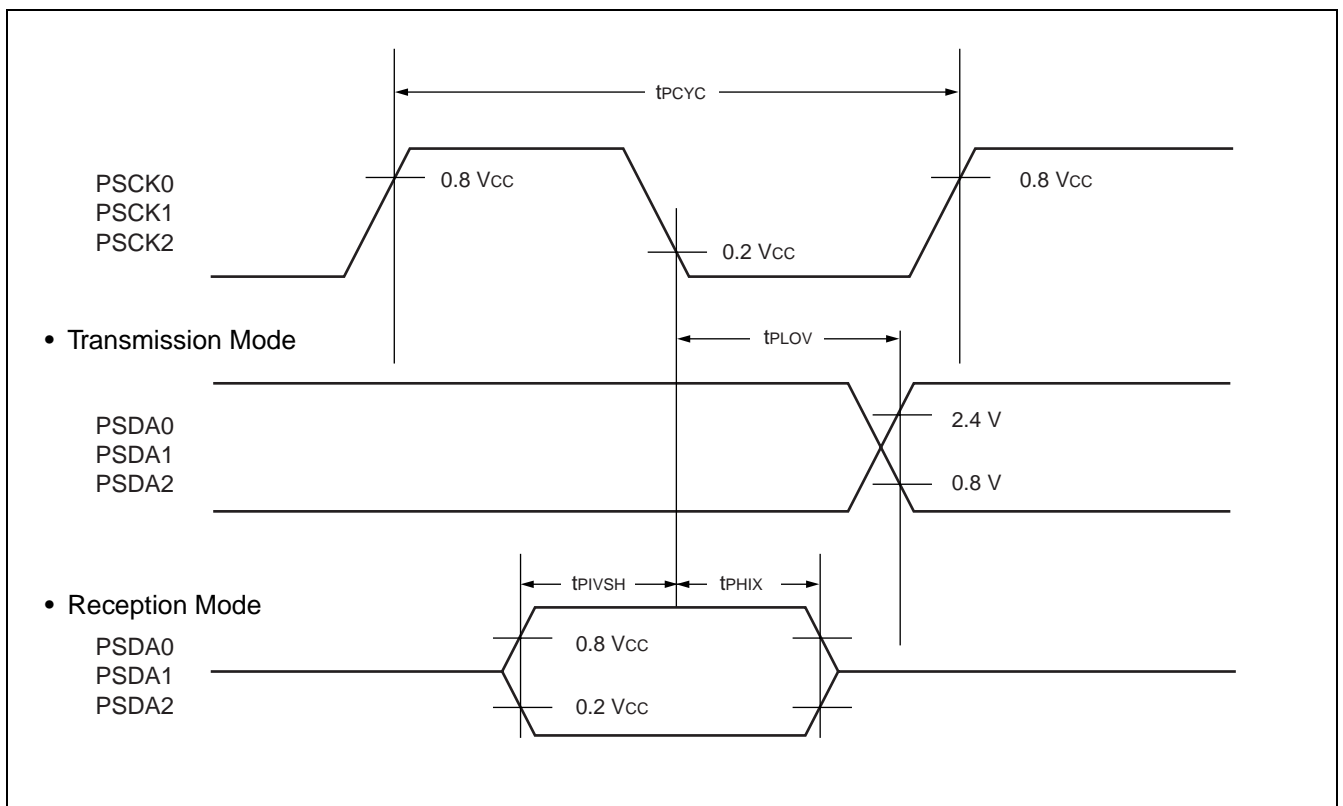 tPCYC
PSCK0
PSCK1
PSCK2
0.8 VCC
0.2 VCC
0.8 VCC
• Transmission Mode
tPLOV
PSDA0
PSDA1
PSDA2
2.4 V
0.8 V
• Reception Mode
tPIVSH
tPHIX
PSDA0
PSDA1
PSDA2
0.8 VCC
0.2 VCC